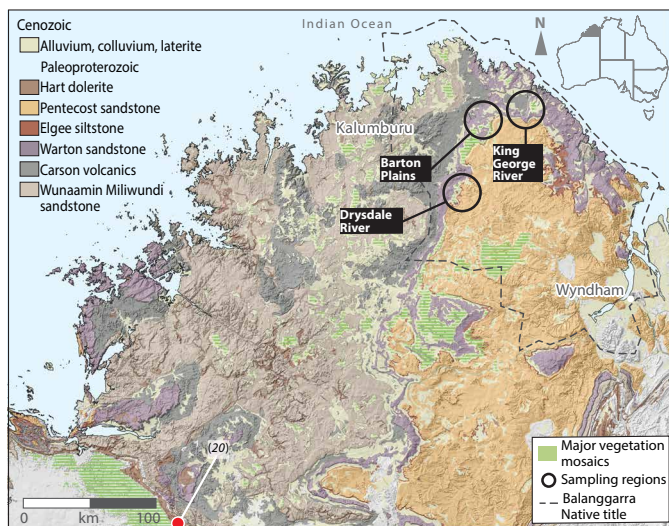 Cenozoic
Alluvium, colluvium, laterite
Paleoproterozoic
Hart dolerite
Pentecost sandstone
Elgee siltstone
Warton sandstone
Carson volcanics
Wunaamin Miliwundi
sandstone
Indian Ocean
N
Kalumburu
Barton
Plains
King
George
River
Drysdale
River
Wyndham
(20)
0
km
100
Major vegetation
mosaics
Sampling regions
Balanggarra
Native title